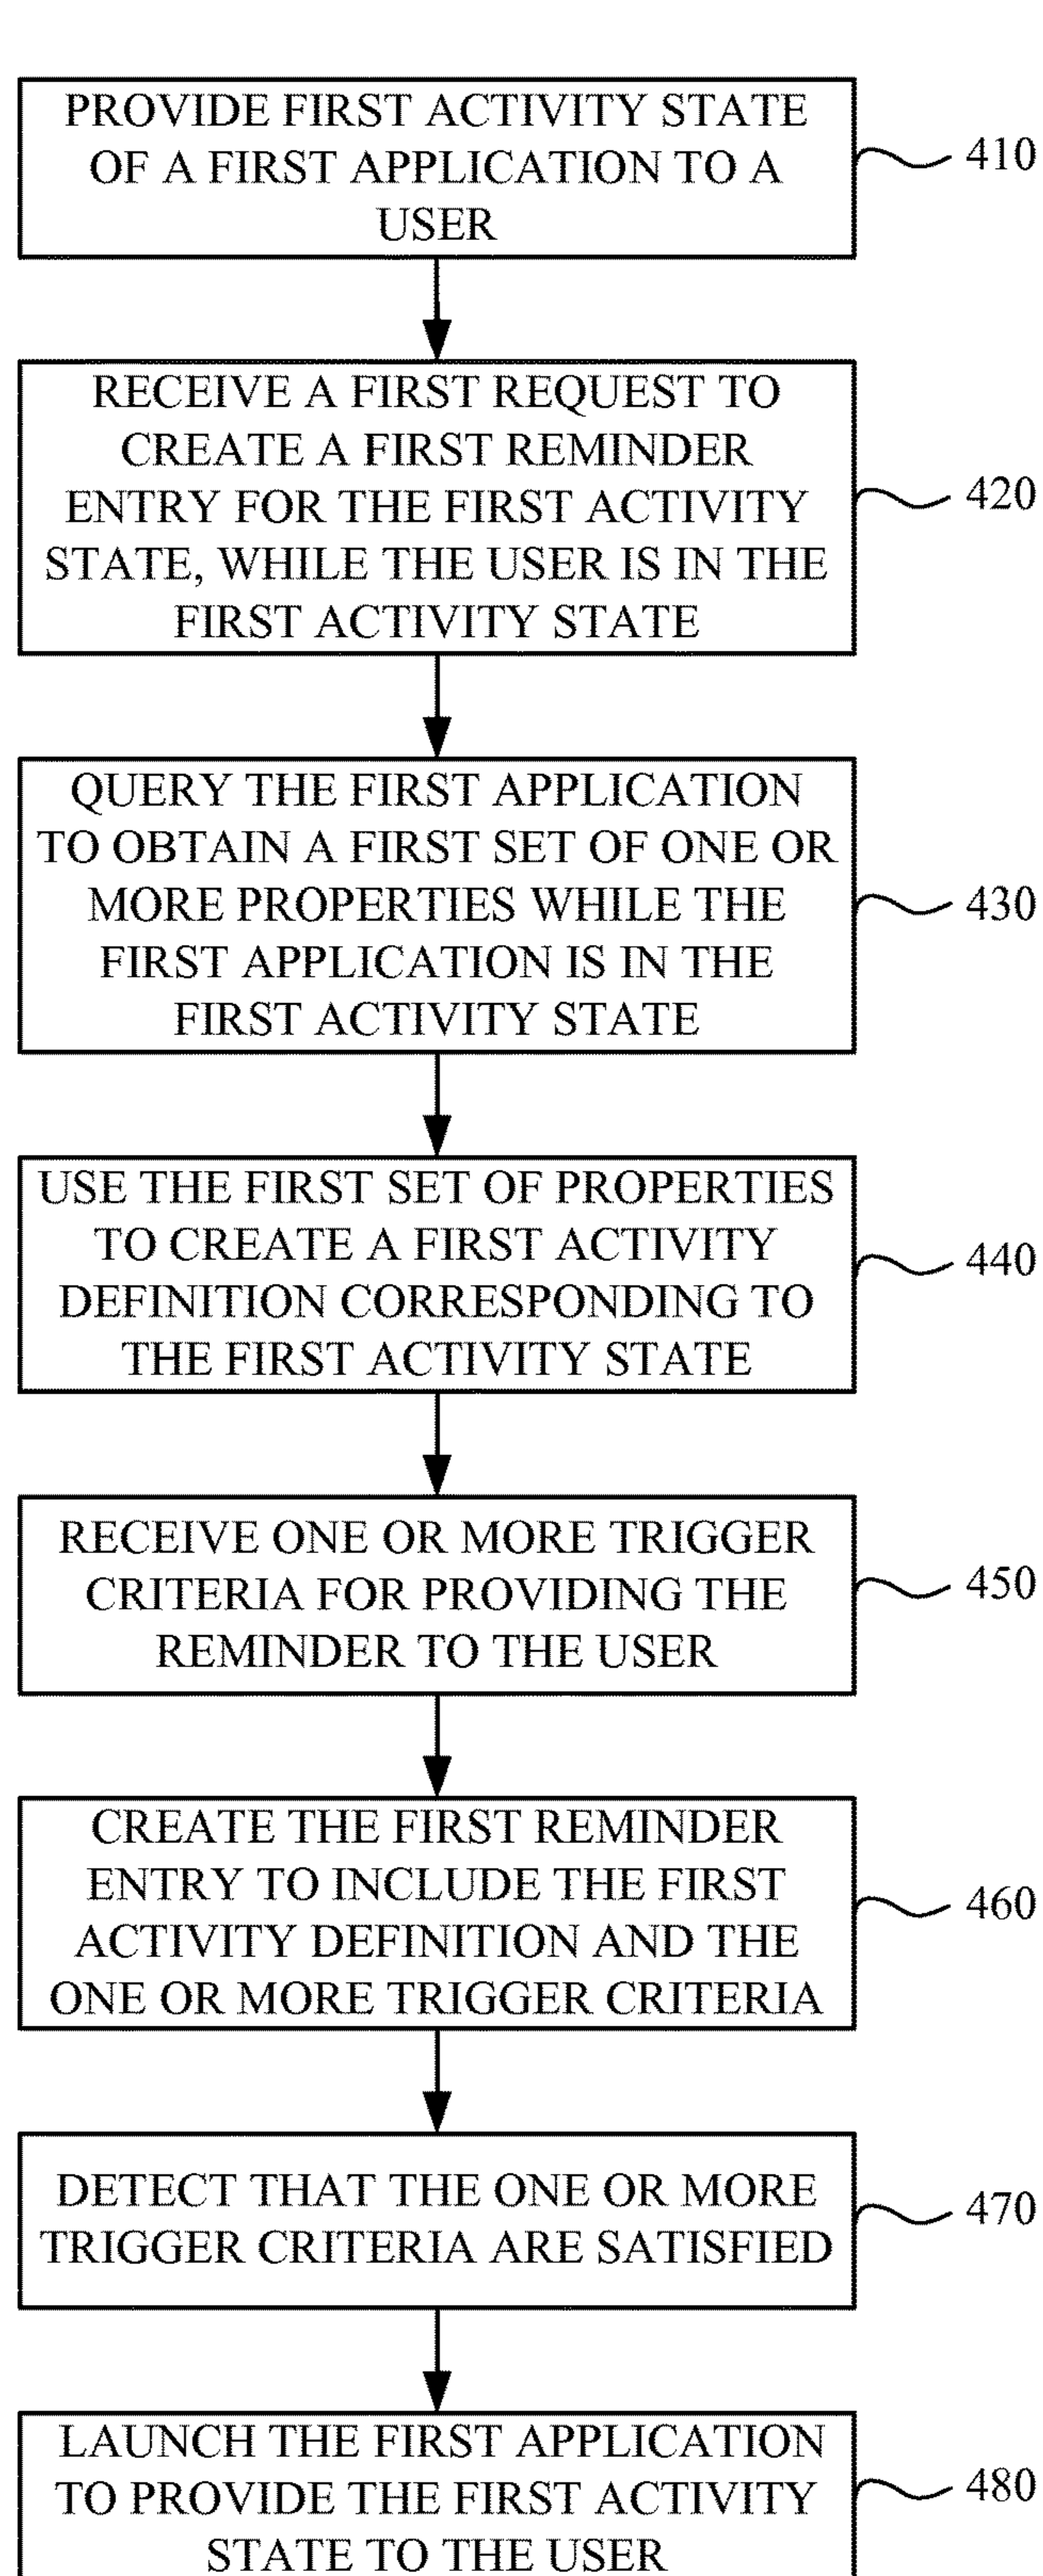 PROVIDE FIRST ACTIVITY STATE
OF A FIRST APPLICATION TO A
USER
410
RECEIVE A FIRST REQUEST TO
CREATE A FIRST REMINDER
ENTRY FOR THE FIRST ACTIVITY
STATE, WHILE THE USER IS IN THE
FIRST ACTIVITY STATE
420
QUERY THE FIRST APPLICATION
TO OBTAIN A FIRST SET OF ONE OR
MORE PROPERTIES WHILE THE
FIRST APPLICATION IS IN THE
FIRST ACTIVITY STATE
430
USE THE FIRST SET OF PROPERTIES
TO CREATE A FIRST ACTIVITY
DEFINITION CORRESPONDING TO
THE FIRST ACTIVITY STATE
440
RECEIVE ONE OR MORE TRIGGER
CRITERIA FOR PROVIDING THE
REMINDER TO THE USER
450
CREATE THE FIRST REMINDER
ENTRY TO INCLUDE THE FIRST
ACTIVITY DEFINITION AND THE
ONE OR MORE TRIGGER CRITERIA
460
DETECT THAT THE ONE OR MORE
TRIGGER CRITERIA ARE SATISFIED
470
LAUNCH THE FIRST APPLICATION
TO PROVIDE THE FIRST ACTIVITY
STATE TO THE USER
480